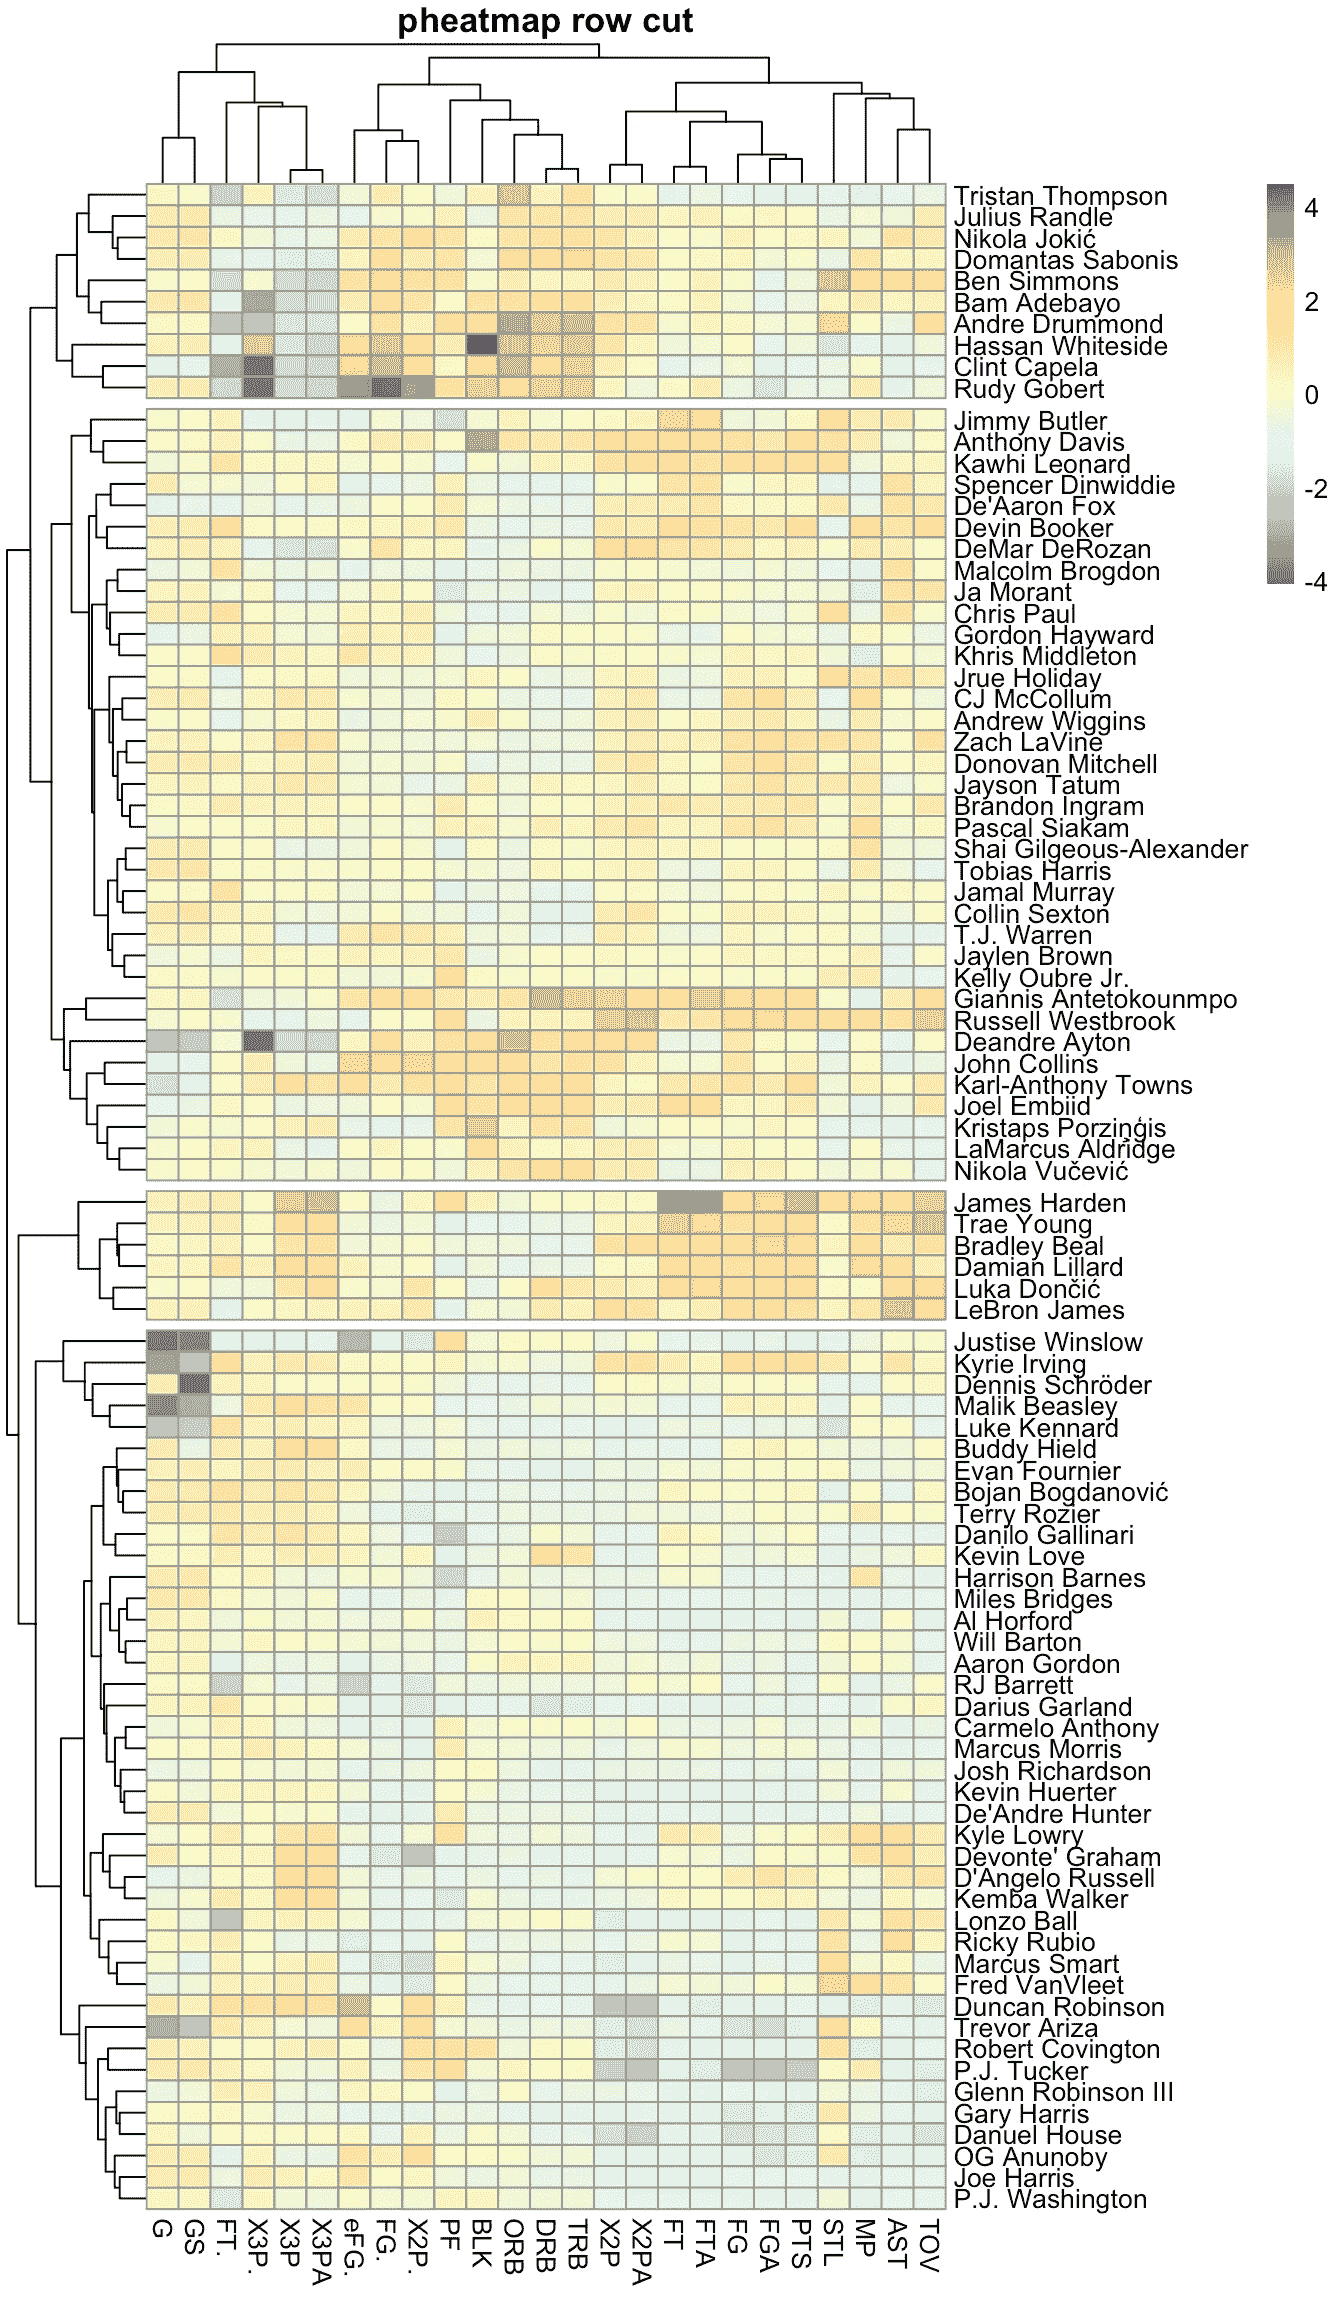 pheatmap row cut
Tristan Thompson
Julius Randle
Nikola Jokić
Domantas Sabonis
Ben Simmons
Bam Adebayo
Andre Drummond
Hassan Whiteside
Clint Capela
Rudy Gobert
Jimmy Butler
Anthony Davis
Kawhi Leonard
Spencer Dinwiddie
De'Aaron Fox
Devin Booker
DeMar DeRozan
Malcolm Brogdon
Ja Morant
Chris Paul
Gordon Hayward
Khris Middleton
Jrue Holiday
CJ McCollum
Andrew Wiggins
Zach LaVine
Donovan Mitchell
Jayson Tatum
Brandon Ingram
Pascal Siakam
Shai Gilgeous-Alexander
Tobias Harris
Jamal Murray
Collin Sexton
T.J. Warren
Jaylen Brown
Kelly Oubre Jr.
Giannis Antetokounmpo
Russell Westbrook
Deandre Ayton
John Collins
Karl-Anthony Towns
Joel Embiid
Kristaps Porziņģis
LaMarcus Aldridge
Nikola Vučević
James Harden
Trae Young
Bradley Beal
Damian Lillard
Luka Dončić
LeBron James
Justise Winslow
Kyrie Irving
Dennis Schröder
Malik Beasley
Luke Kennard
Buddy Hield
Evan Fournier
Bojan Bogdanović
Terry Rozier
Danilo Gallinari
Kevin Love
Harrison Barnes
Miles Bridges
Al Horford
Will Barton
Aaron Gordon
RJ Barrett
Darius Garland
Carmelo Anthony
Marcus Morris
Josh Richardson
Kevin Huerter
De'Andre Hunter
Kyle Lowry
Devonte' Graham
D'Angelo Russell
Kemba Walker
Lonzo Ball
Ricky Rubio
Marcus Smart
Fred VanVleet
Duncan Robinson
Trevor Ariza
Robert Covington
P.J. Tucker
Glenn Robinson III
Gary Harris
Danuel House
OG Anunoby
Joe Harris
P.J. Washington
G
GS
FT.
X3P.
X3P
X3PA
eFG.
FG.
X2P.
PF
BLK
ORB
DRB
TRB
X2P
X2PA
FT
FTA
FG
FGA
PTS
STL
MP
AST
TOV
4
2
0
-2
-4